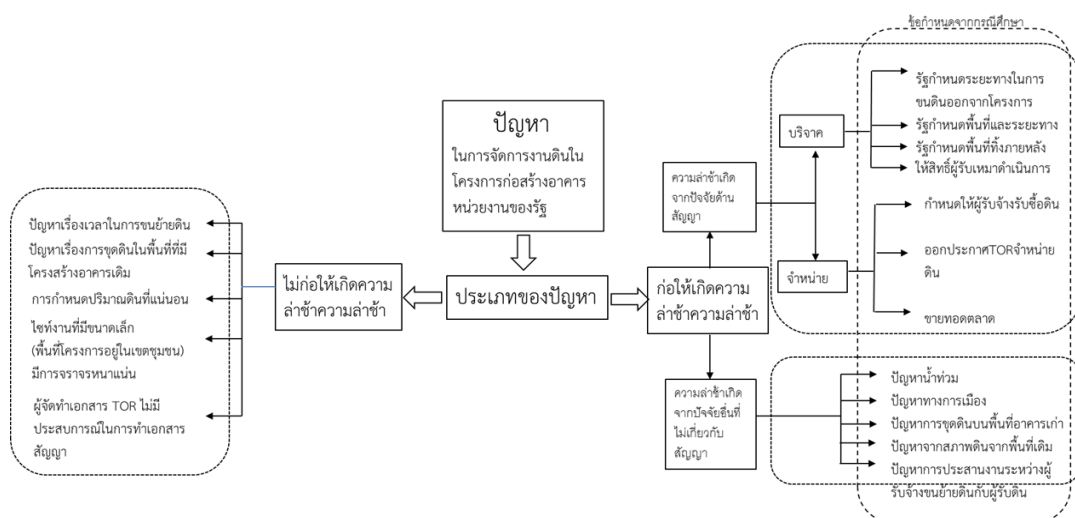 ข้อกำหนดจากกรณีศึกษา
ปัญหา
ในการจัดการงานดินใน
โครงการก่อสร้างอาคาร
หน่วยงานของรัฐ
ประเภทของปัญหา
ไม่ก่อให้เกิดความ
ล่าช้าความล่าช้า
ปัญหาเรื่องเวลาในการขนย้ายดิน
ปัญหาเรื่องการขุดดินในพื้นที่ที่มี
โครงสร้างอาคารเดิม
การกำหนดปริมาณดินที่แน่นอน
ไซท์งานที่มีขนาดเล็ก
(พื้นที่โครงการอยู่ในเขตชุมชน)
มีการจราจรหนาแน่น
ผู้จัดทำเอกสาร TOR ไม่มี
ประสบการณ์ในการทำเอกสาร
สัญญา
ก่อให้เกิดความ
ล่าช้าความล่าช้า
ความล่าช้าเกิด
จากปัจจัยด้าน
สัญญา
บริจาค
รัฐกำหนดระยะทางในการ
ขนดินออกจากโครงการ
รัฐกำหนดพื้นที่และระยะทาง
รัฐกำหนดพื้นที่ทิ้งภายหลัง
ให้สิทธิ์ผู้รับเหมาดำเนินการ
จำหน่าย
กำหนดให้ผู้รับจ้างรับซื้อดิน
ออกประกาศTORจำหน่าย
ดิน
ขายทอดตลาด
ความล่าช้าเกิด
จากปัจจัยอื่นที่
ไม่เกี่ยวกับ
สัญญา
ปัญหาน้ำท่วม
ปัญหาทางการเมือง
ปัญหาการขุดดินบนพื้นที่อาคารเก่า
ปัญหาจากสภาพดินจากพื้นที่เดิม
ปัญหาการประสานงานระหว่างผู้
รับจ้างขนย้ายดินกับผู้รับดิน